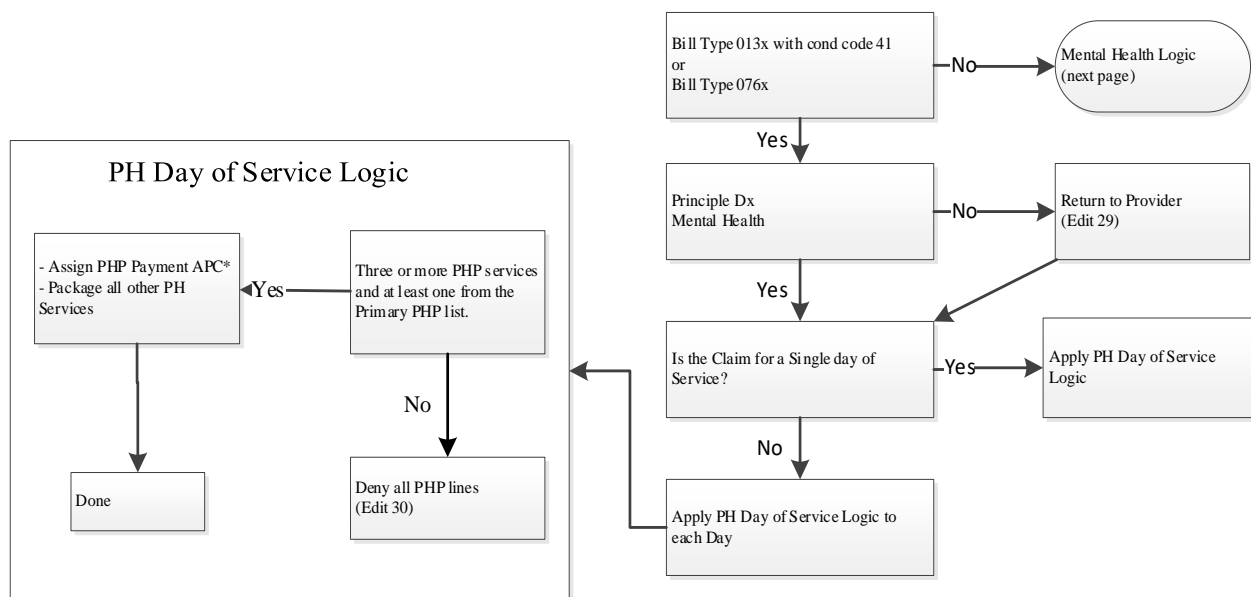 Bill Type 013x with cond code 41
or
Bill Type 076x
No
Mental Health Logic
(next page)
Yes
PH Day of Service Logic
Principle Dx
Mental Health
No
Return to Provider
(Edit 29)
- Assign PHP Payment APC*
- Package all other PH
Services
Yes
Three or more PHP services
and at least one from the
Primary PHP list.
Yes
Is the Claim for a Single day of
Service?
Yes
Apply PH Day of Service
Logic
No
No
Done
Deny all PHP lines
(Edit 30)
Apply PH Day of Service Logic to
each Day